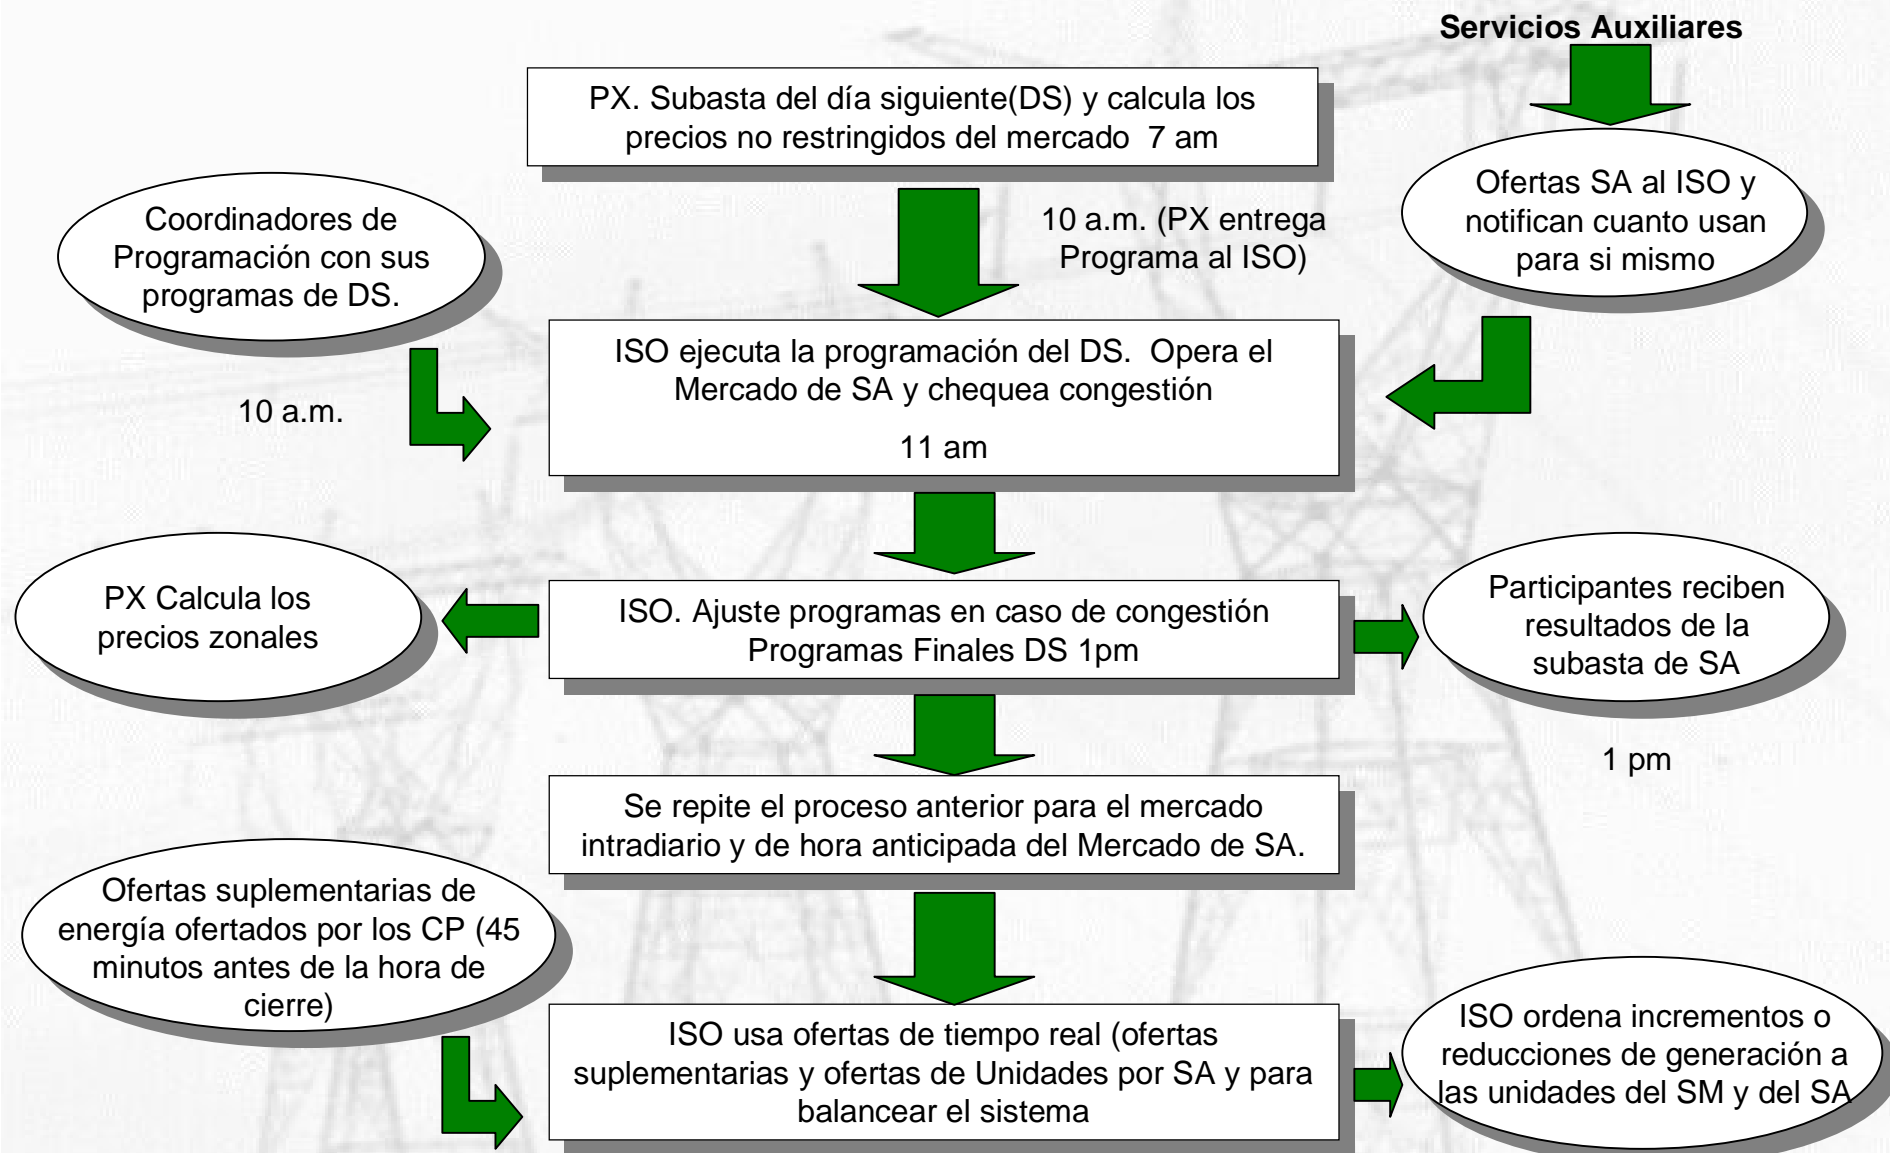 Servicios Auxiliares
PX. Subasta del día siguiente(DS) y calcula los
precios no restringidos del mercado  7 am
Ofertas SA al ISO y
notifican cuanto usan
para si mismo
Coordinadores de
Programación con sus
programas de DS.
10 a.m. (PX entrega
Programa al ISO)
10 a.m.
ISO ejecuta la programación del DS.  Opera el
Mercado de SA y chequea congestión
11 am
PX Calcula los
precios zonales
ISO. Ajuste programas en caso de congestión
Programas Finales DS 1pm
Participantes reciben
resultados de la
subasta de SA
1 pm
Se repite el proceso anterior para el mercado
intradiario y de hora anticipada del Mercado de SA.
Ofertas suplementarias de
energía ofertados por los CP (45
minutos antes de la hora de
cierre)
ISO usa ofertas de tiempo real (ofertas
suplementarias y ofertas de Unidades por SA y para
balancear el sistema
ISO ordena incrementos o
reducciones de generación a
las unidades del SM y del SA